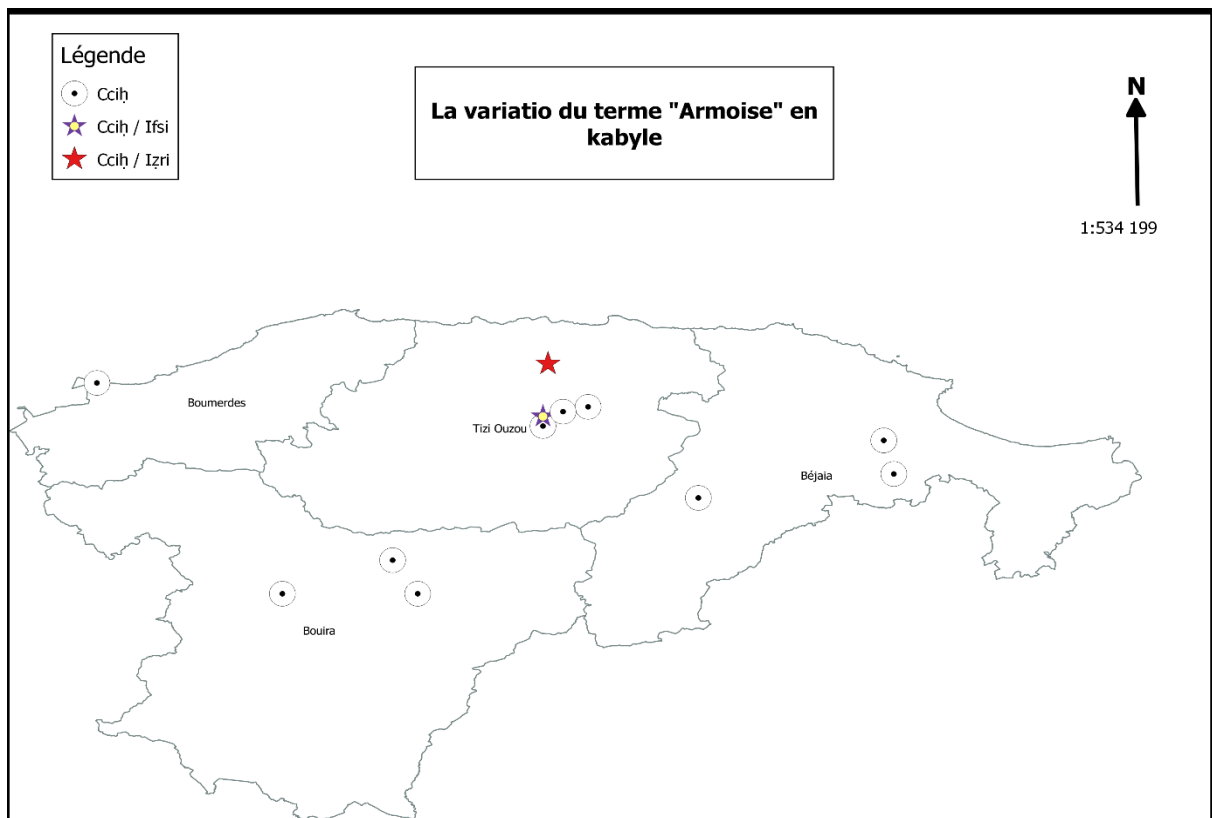 Légende
Cciḥ
Cciḥ / Ifsi
Cciḥ / Iẓri
La variatio du terme "Armoise" en
kabyle
N
1:534 199
Boumerdes
Tizi Ouzou
Béjaia
Bouira